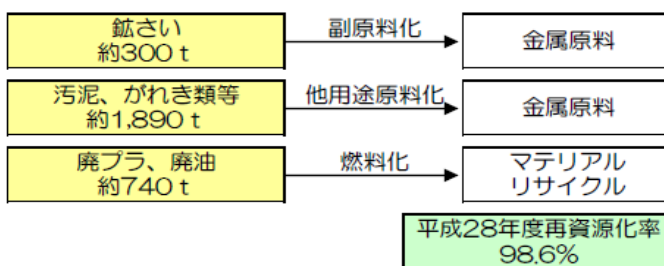 鉱さい
約300 t
副原料化
金属原料
汚泥、がれき類等
約1,890 t
他用途原料化
金属原料
廃プラ、廃油
約740 t
燃料化
マテリアル
リサイクル
平成28年度再資源化率
98.6%